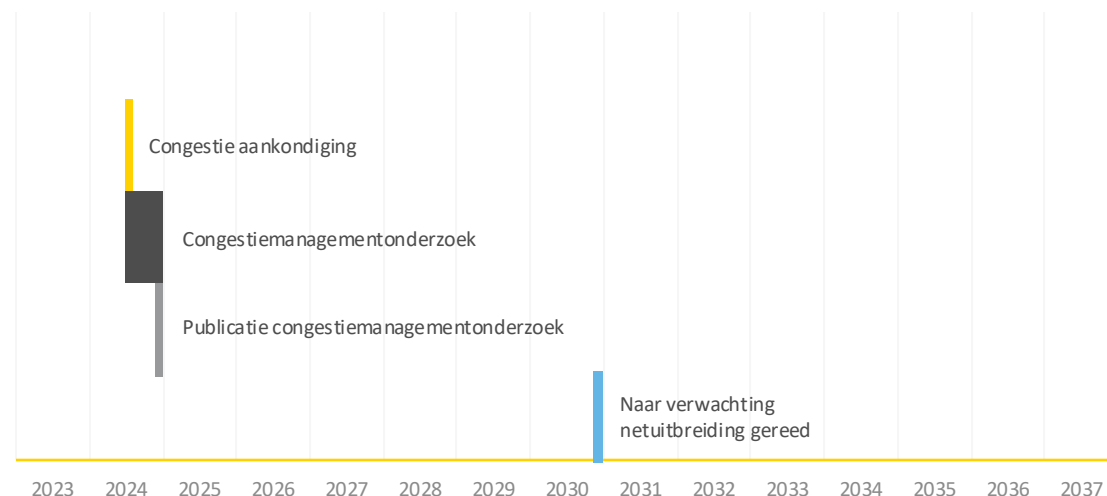 Congestie aankondiging
Congestiemanagementonderzoek
Publicatie congestiemanagementonderzoek
Naar verwachting
netuitbreiding gereed
2023 2024 2025 2026 2027 2028 2029 2030 2031 2032 2033 2034 2035 2036 2037